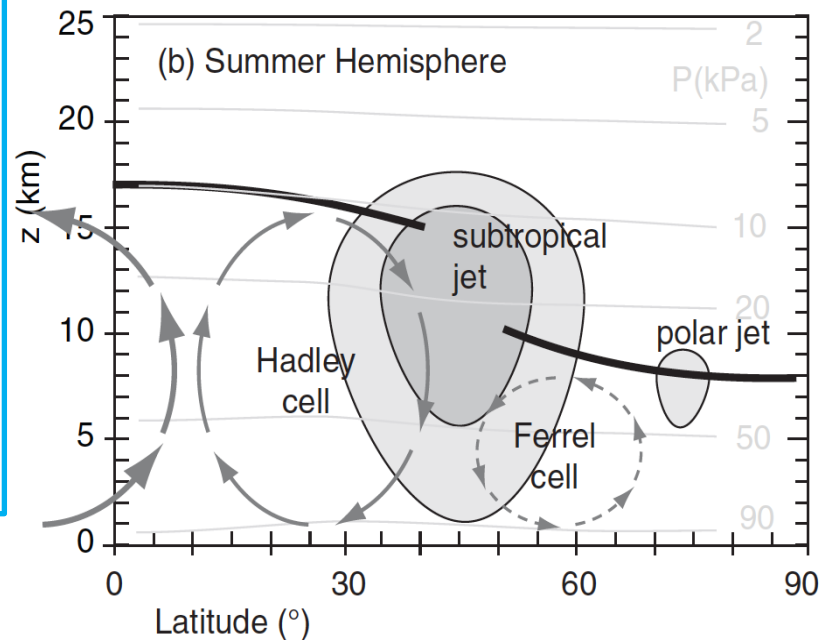 25
(b) Summer Hemisphere
2
P(kPa)
20
5
z (km)
15
10
subtropical
jet
20
10
polar jet
Hadley
cell
5
Ferrel
cell
50
90
0
0
30
60
90
Latitude (°)